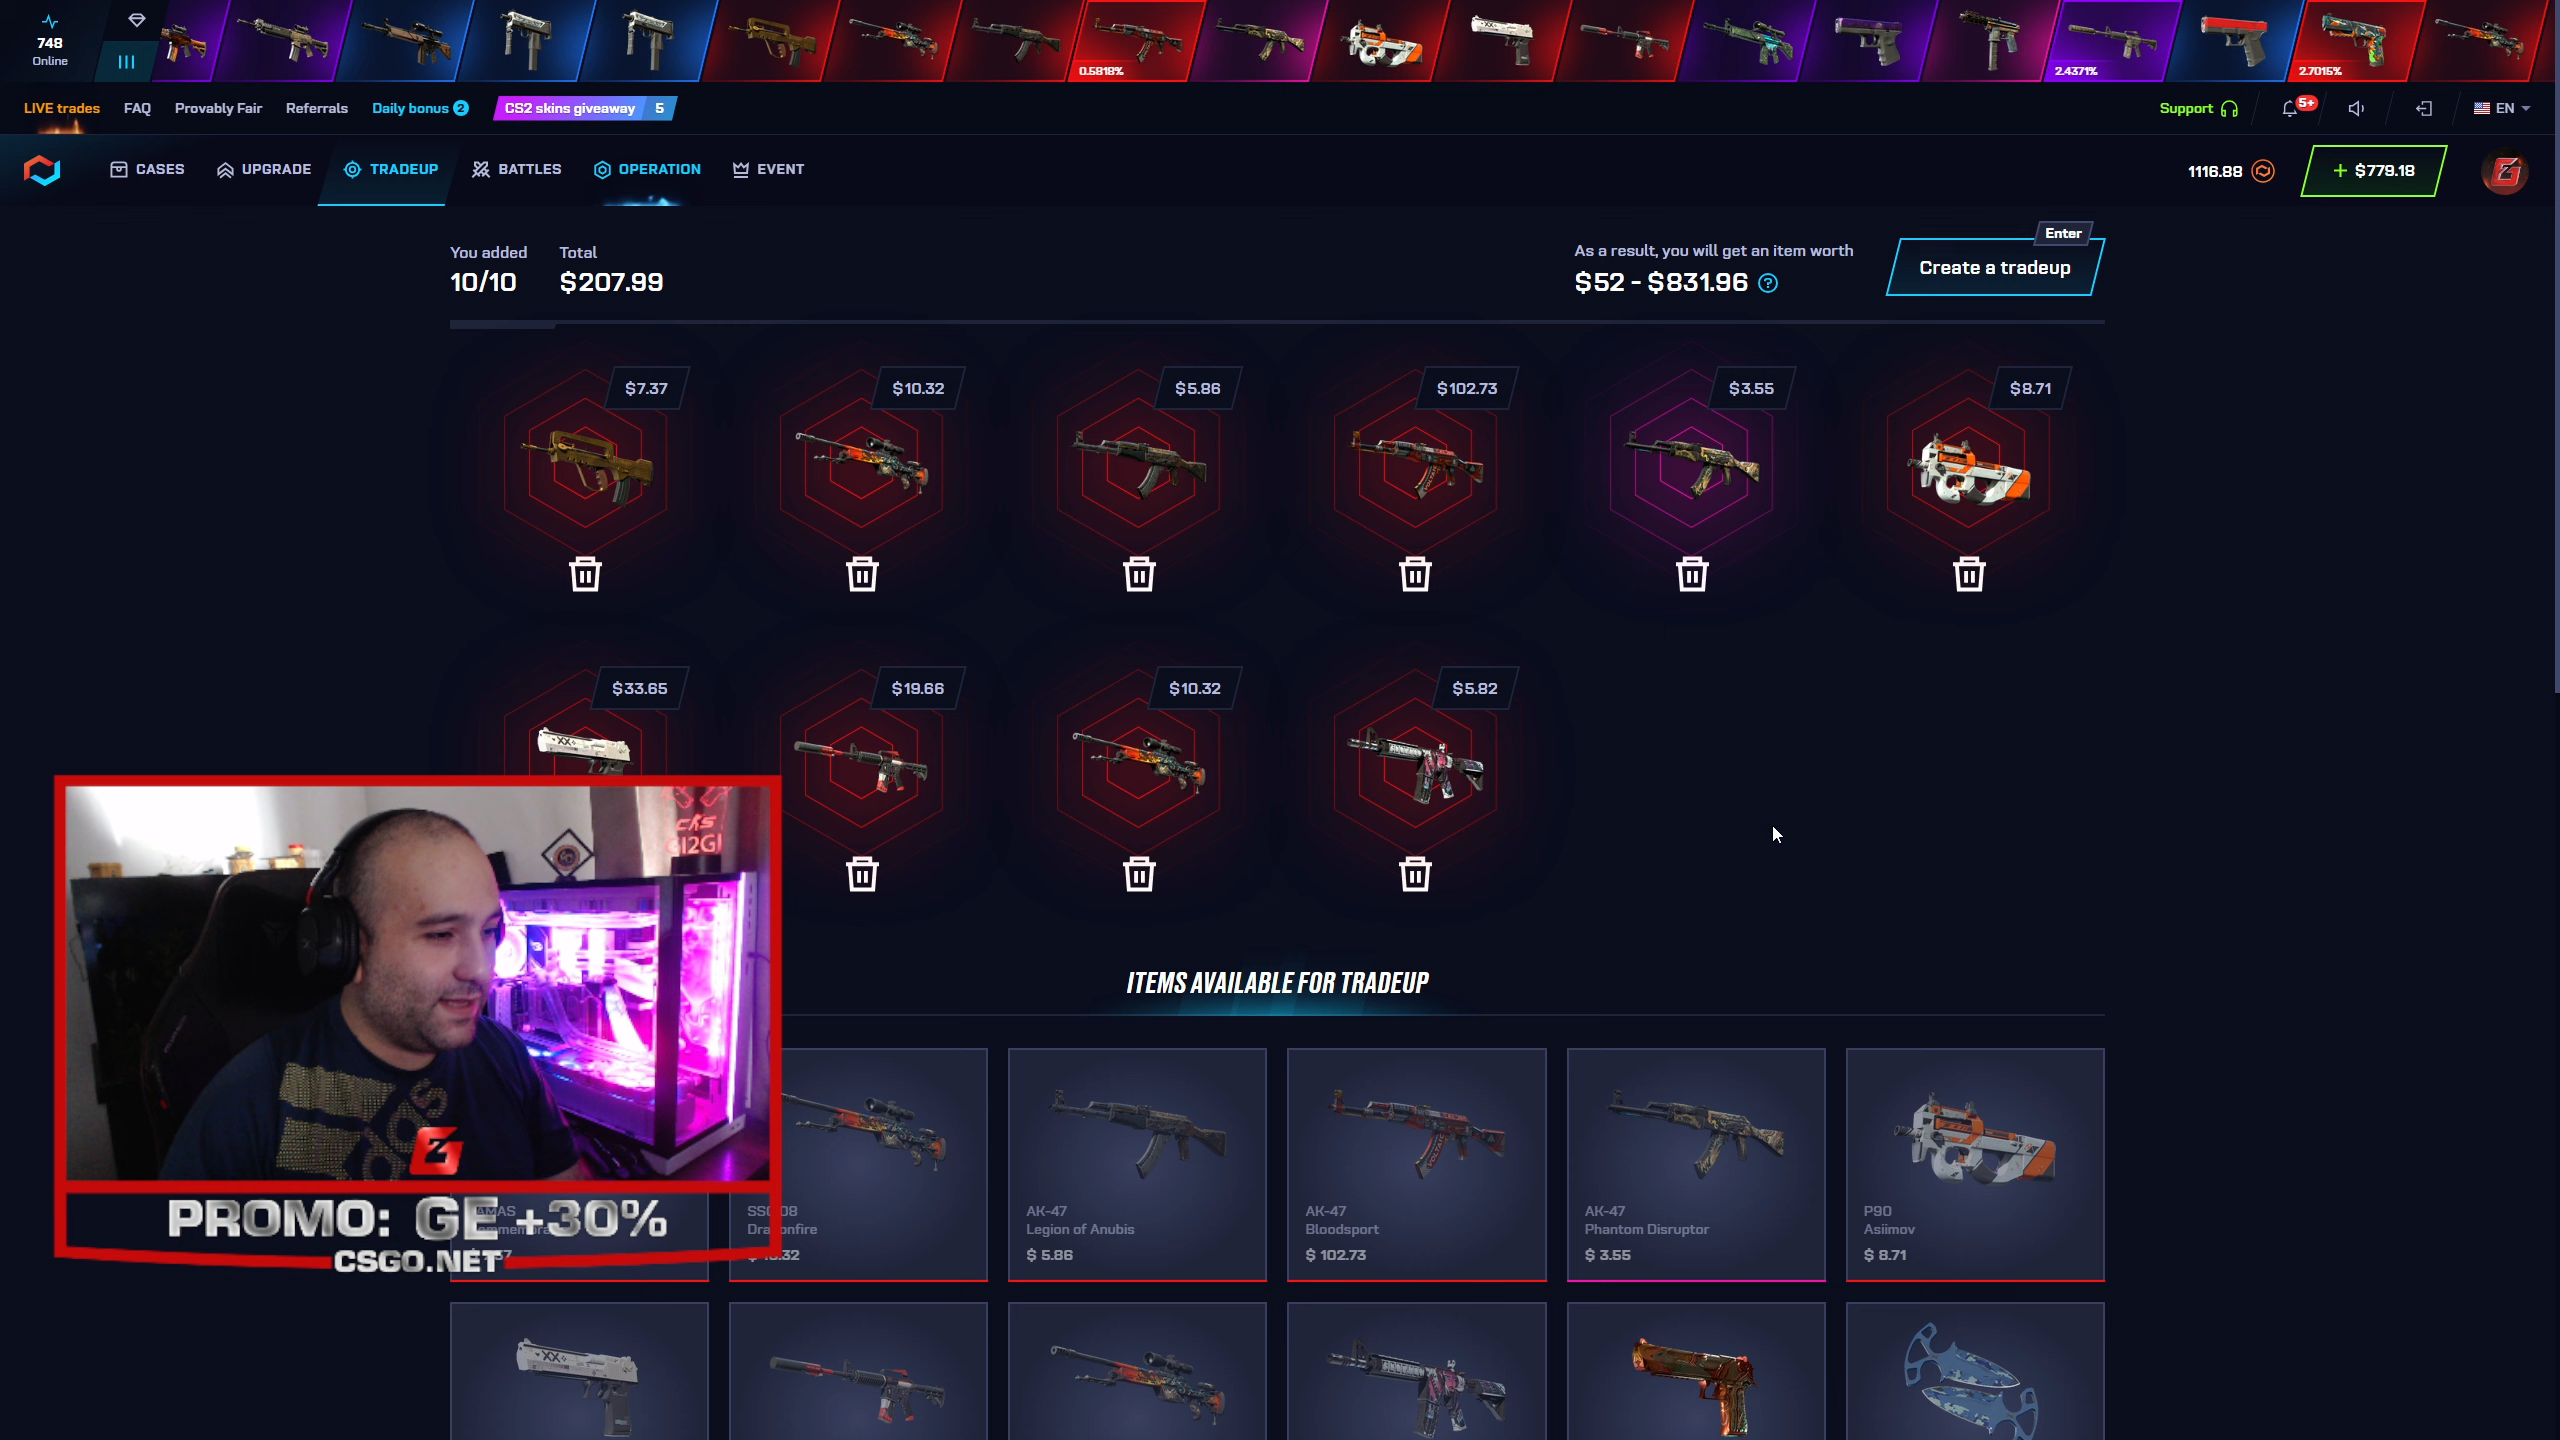 748
Online
0.5818%
2.4371%
2.7015%
LIVE trades
FAQ
Provably Fair
Referrals
Daily bonus 2
CS2 skins giveaway 5
Support
5+
EN
CASES
UPGRADE
TRADEUP
BATTLES
OPERATION
EVENT
1116.88
+ $779.18
You added
10/10
Total
$207.99
As a result, you will get an item worth
$52 - $831.96 ?
Enter
Create a tradeup
$7.37
$10.32
$5.86
$102.73
$3.55
$8.71
$33.65
$19.66
$10.32
$5.82
ITEMS AVAILABLE FOR TRADEUP
Dragonfire
AK-47
Legion of Anubis
$ 5.86
AK-47
Bloodsport
$ 102.73
AK-47
Phantom Disruptor
$ 3.55
P90
Asiimov
$ 8.71
PROMO: GE +30%
CSGO.NET